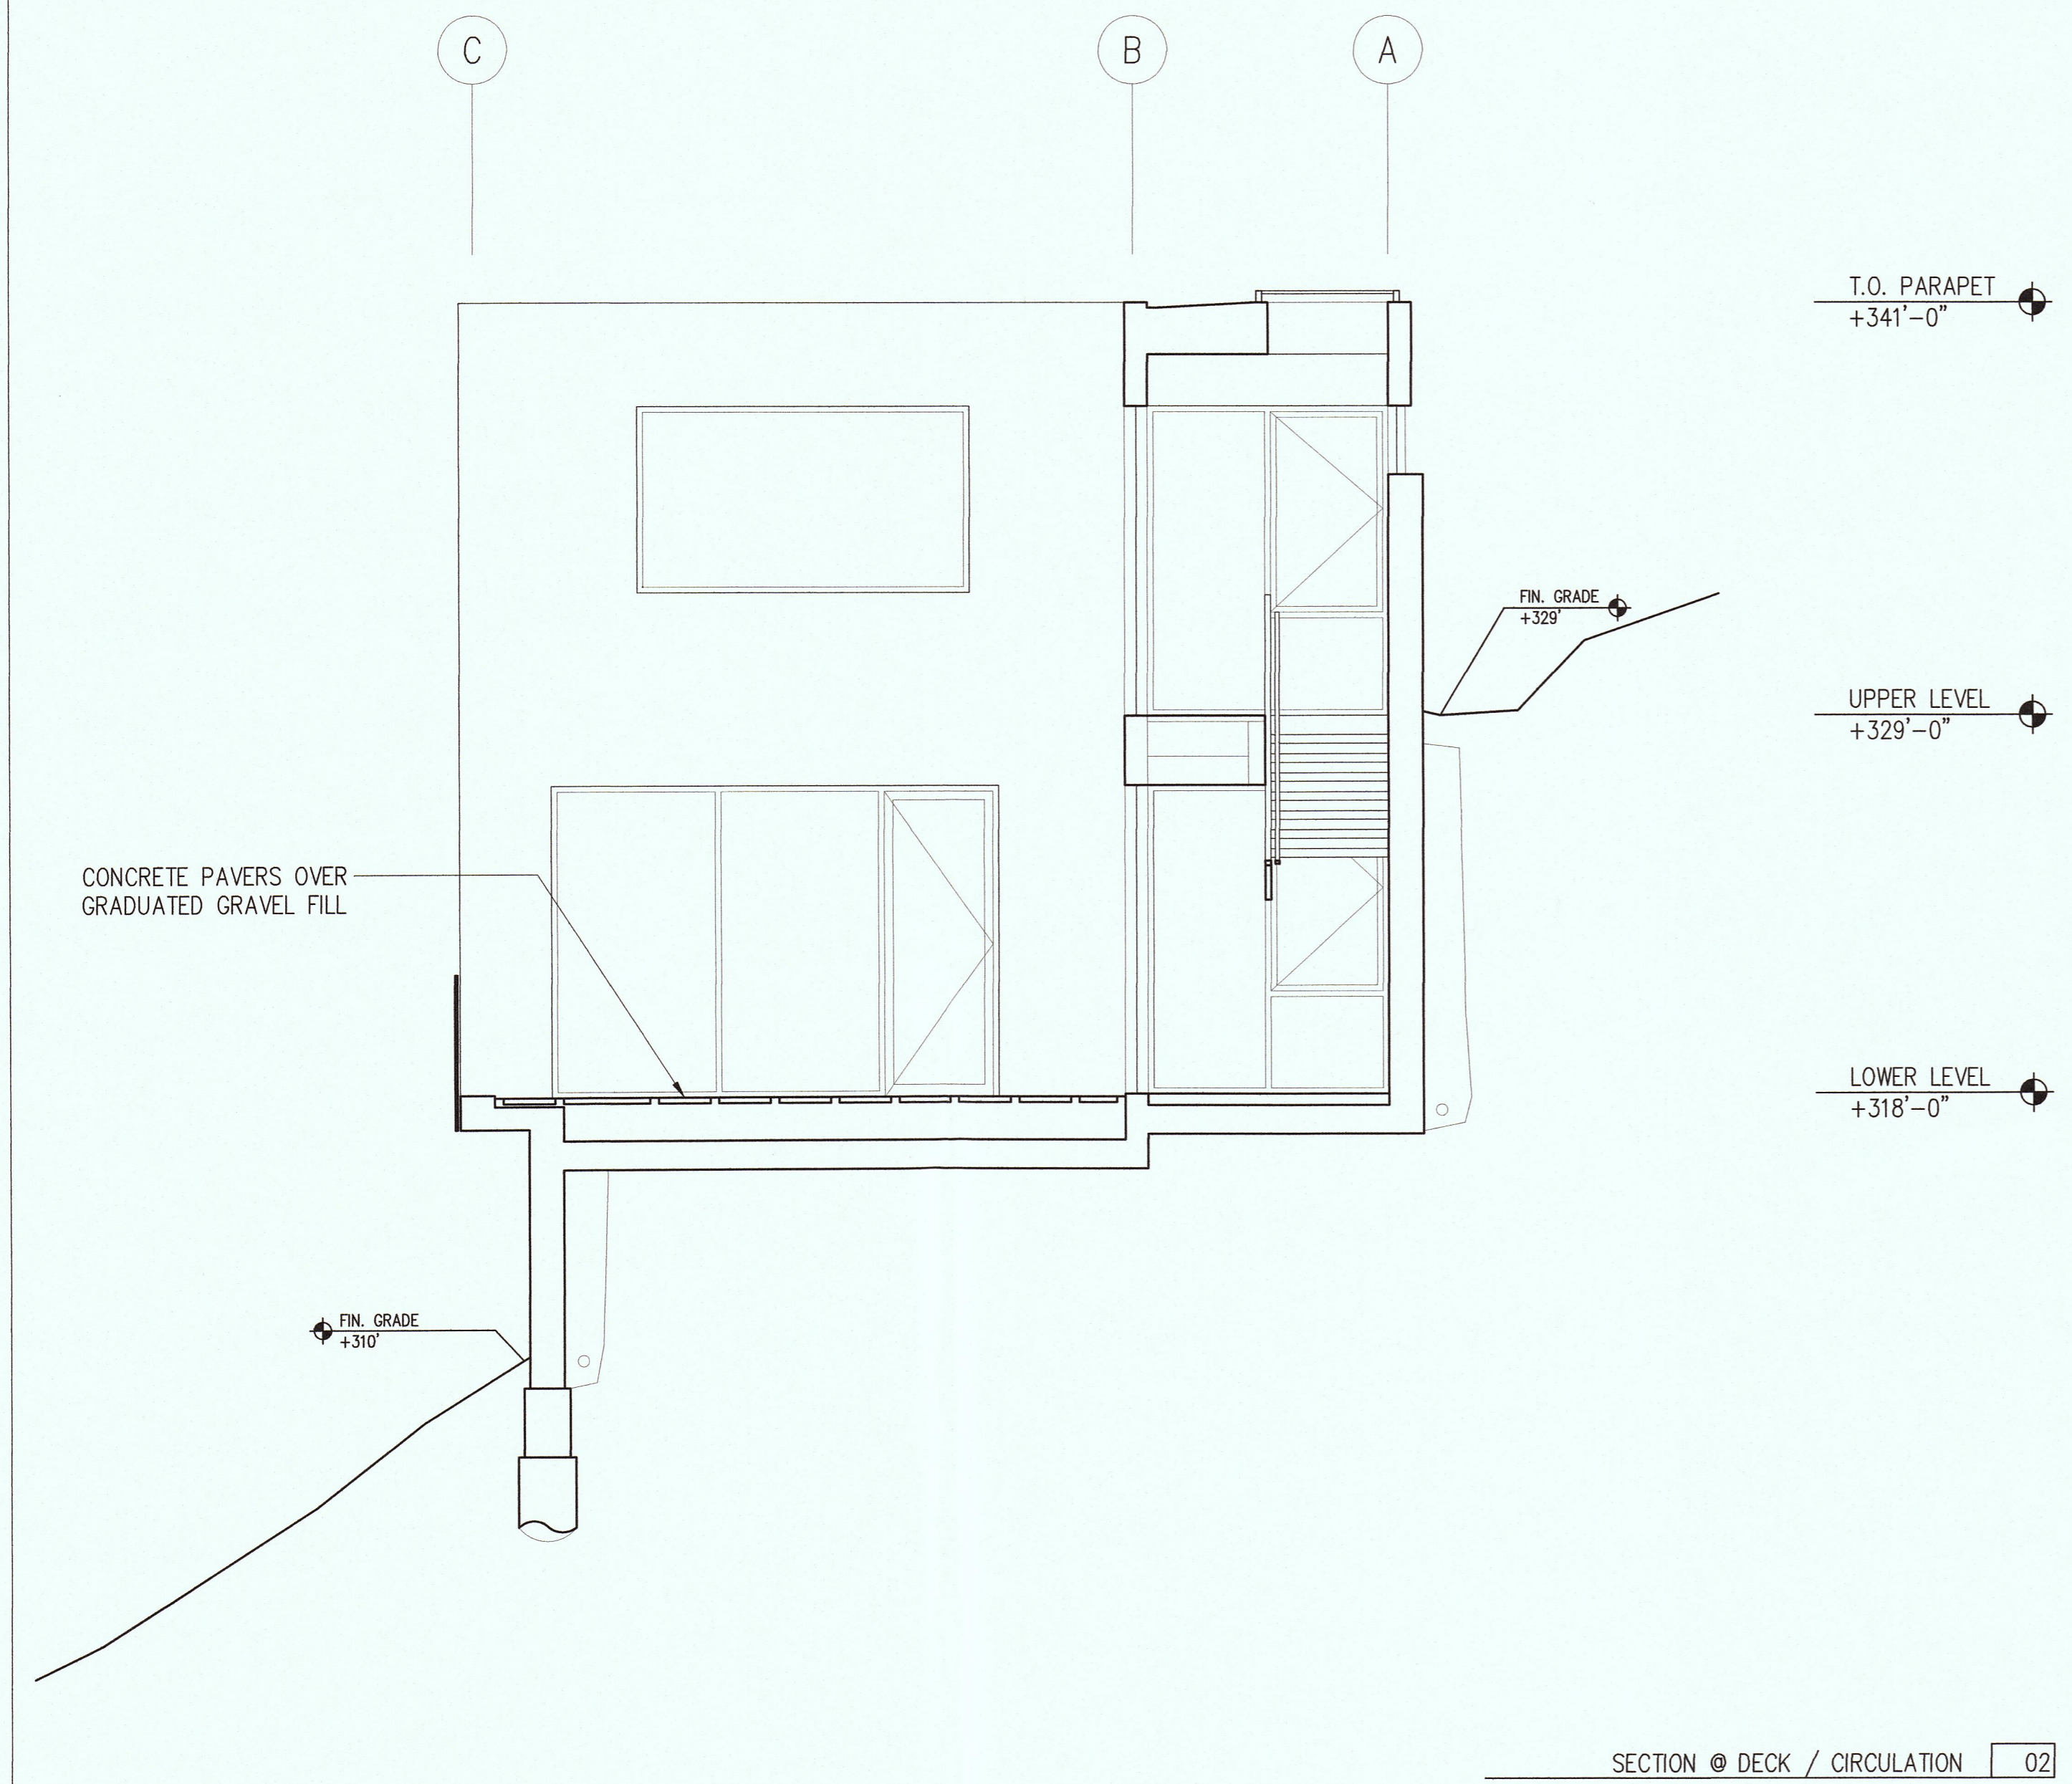 C
B
A
T.O. PARAPET
+341'-0"
FIN. GRADE
+329'
UPPER LEVEL
+329'-0"
CONCRETE PAVERS OVER
GRADUATED GRAVEL FILL
LOWER LEVEL
+318'-0"
FIN. GRADE
+310'
SECTION @ DECK / CIRCULATION 02